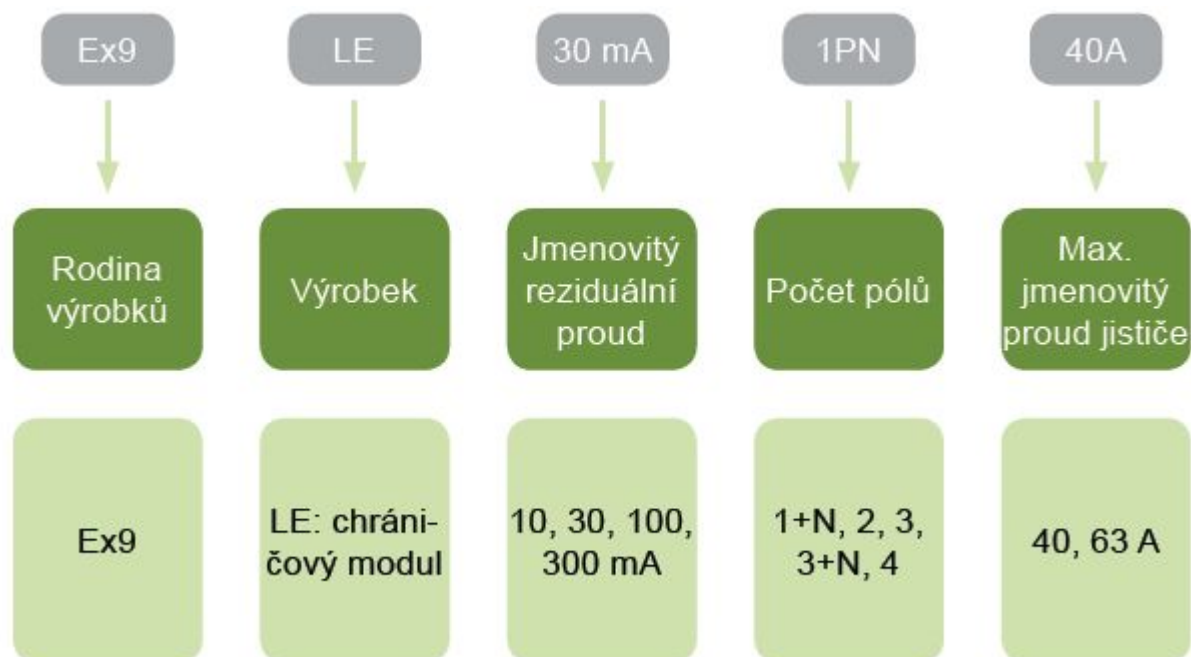 Ex9
LE
30 mA
1PN
40A
Rodina
výrobků
Výrobek
Jmenovitý
reziduální
proud
Počet pólů
Max.
jmenovitý
proud jističe
Ex9
LE: chráni-
čový modul
10, 30, 100,
300 mA
1+N, 2, 3,
3+N, 4
40, 63 A